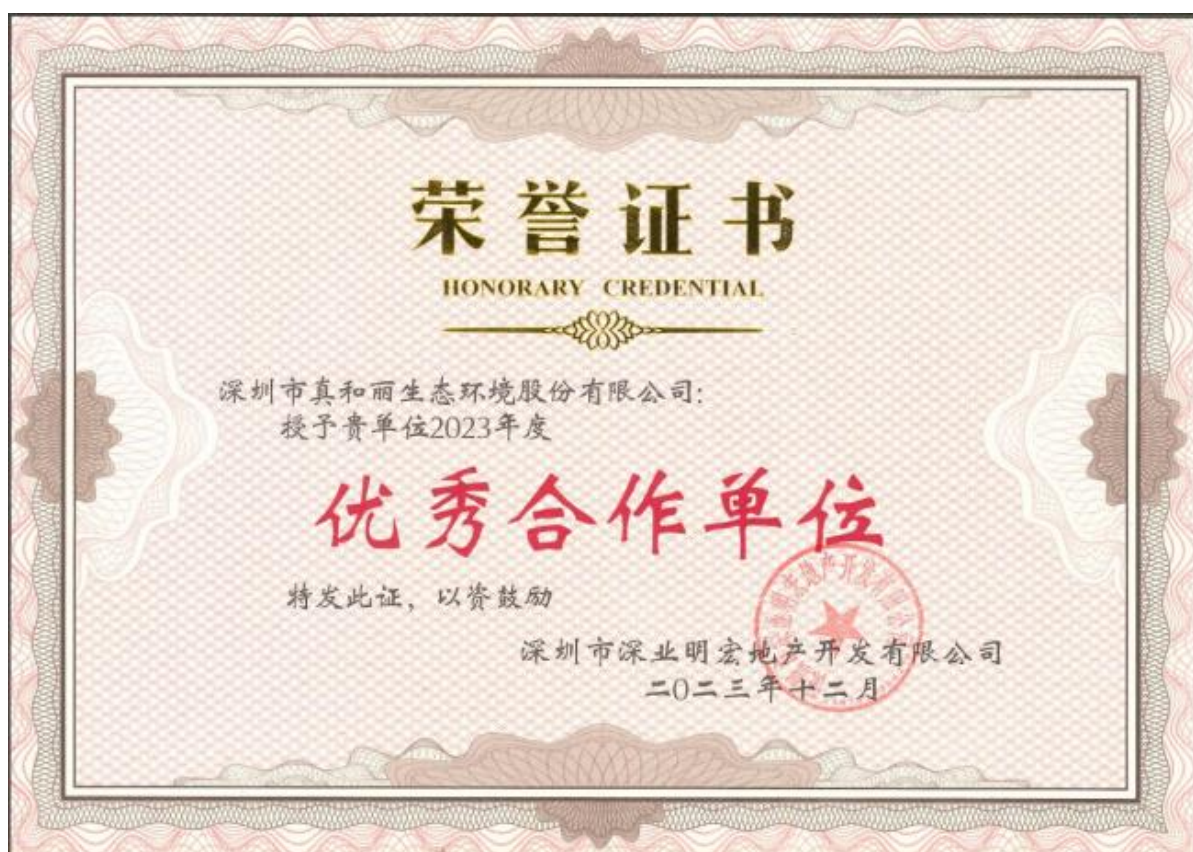 荣誉证书
HONORARY CREDENTIAL
深圳市真和丽生态环境股份有限公司:
授予贵单位2023年度
优秀合作单位
特发此证，以资鼓励
深圳市深业明宏地产开发有限公司
二〇二三年十二月